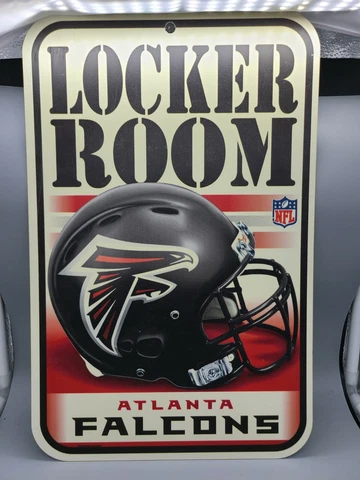 LOCKER
ROOM
NFL
ATLANTA
FALCONS